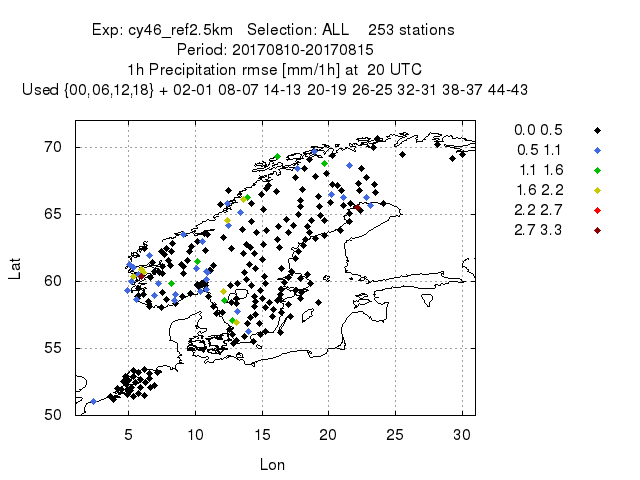 Exp: cy46_ref2.5km   Selection: ALL    253 stations
Period: 20170810-20170815
1h Precipitation rmse [mm/1h] at  20 UTC
Used {00,06,12,18} + 02-01 08-07 14-13 20-19 26-25 32-31 38-37 44-43
0.0 0.5
0.5 1.1
1.1 1.6
1.6 2.2
2.2 2.7
2.7 3.3
70
65
60
55
50
Lat
5 10 15 20 25 30
Lon